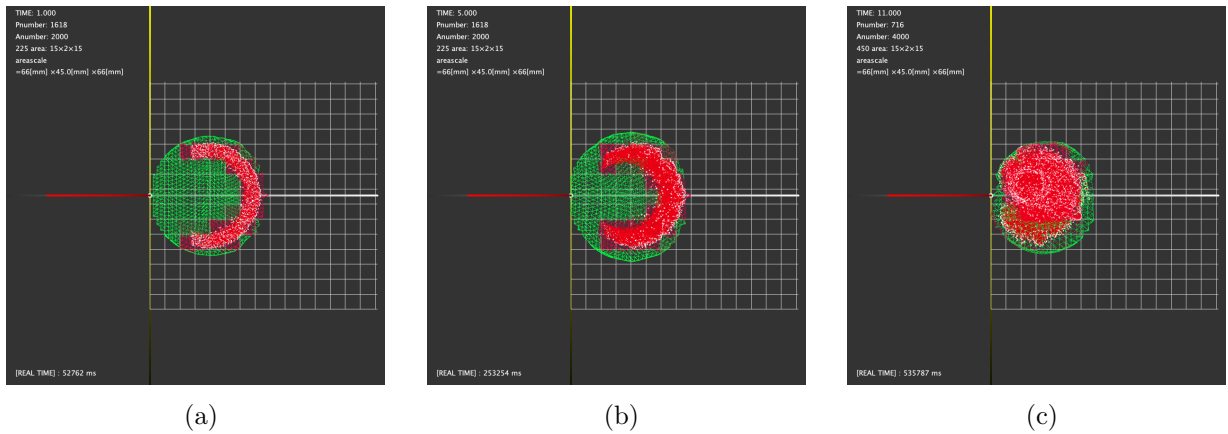 TIME: 1.000
Pnumber: 1618
Anumber: 2000
225 area: 15×2×15
areascale
=66[mm] ×45.0[mm] ×66[mm]
[REAL TIME] : 52762 ms
(a)
TIME: 5.000
Pnumber: 1618
Anumber: 2000
225 area: 15×2×15
areascale
=66[mm] ×45.0[mm] ×66[mm]
[REAL TIME] : 253254 ms
(b)
TIME: 11.000
Pnumber: 716
Anumber: 4000
450 area: 15×2×15
areascale
=66[mm] ×45.0[mm] ×66[mm]
[REAL TIME] : 535787 ms
(c)